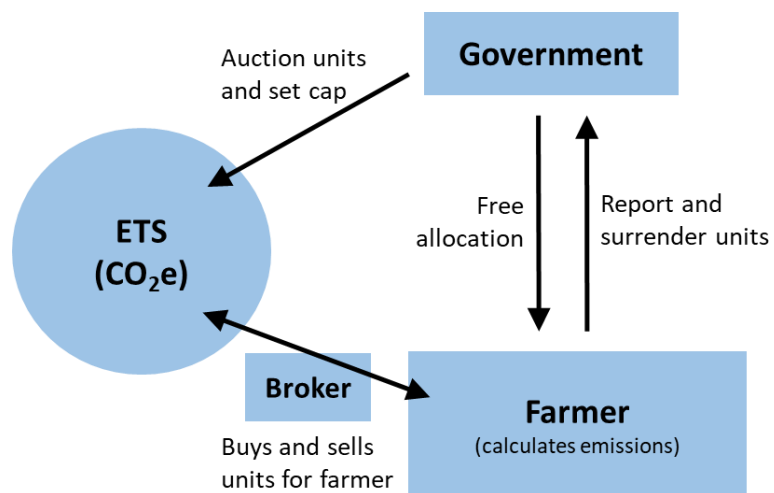 Government
Auction units
and set cap
Free
allocation
Report and
surrender units
ETS
(CO₂e)
Broker
Buys and sells
units for farmer
Farmer
(calculates emissions)